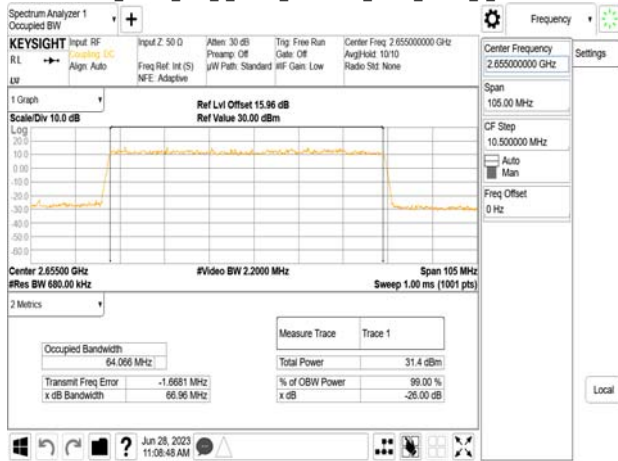 Spectrum Analyzer 1
Occupied BW
Frequency
KEYSIGHT Input: RF
Coupling: DC
Align: Auto
RL
LW
Input Z: 50 Ω
Freq Ref: Int (S)
NFE: Adaptive
Atten: 30 dB
Preamp: Off
µW Path: Standard
Trig: Free Run
Gate: Off
#IF Gain: Low
Center Freq: 2.655000000 GHz
Avg|Hold: 10/10
Radio Std: None
Center Frequency
2.655000000 GHz
Settings
Span
105.00 MHz
CF Step
10.500000 MHz
Auto
Man
Freq Offset
0 Hz
1 Graph
Scale/Div 10.0 dB
Ref Lvl Offset 15.96 dB
Ref Value 30.00 dBm
Log
20.0
10.0
0.00
-10.0
-20.0
-30.0
-40.0
-50.0
-60.0
Center 2.65500 GHz
#Res BW 680.00 kHz
#Video BW 2.2000 MHz
Span 105 MHz
Sweep 1.00 ms (1001 pts)
2 Metrics
Measure Trace Trace 1
Occupied Bandwidth
64.066 MHz
Total Power 31.4 dBm
Transmit Freq Error -1.6681 MHz
% of OBW Power 99.00 %
x dB Bandwidth 66.96 MHz
x dB -26.00 dB
Local
Jun 28, 2023
11:08:48 AM